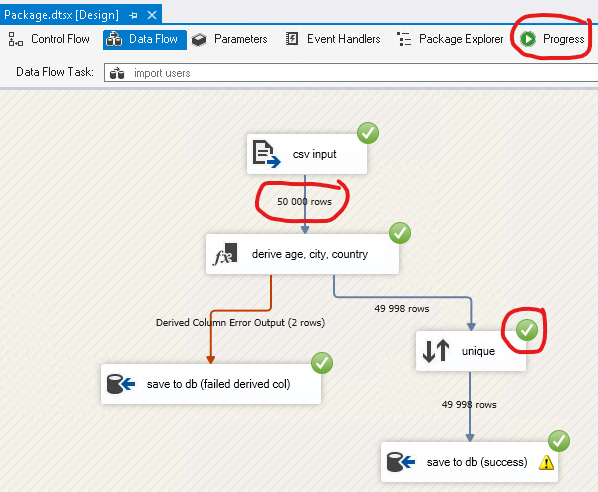 Package.dtsx [Design]
Control Flow
Data Flow
Parameters
Event Handlers
Package Explorer
Progress
Data Flow Task:
import users
csv input
50 000 rows
fx
derive age, city, country
Derived Column Error Output (2 rows)
49 998 rows
unique
save to db (failed derived col)
49 998 rows
save to db (success)